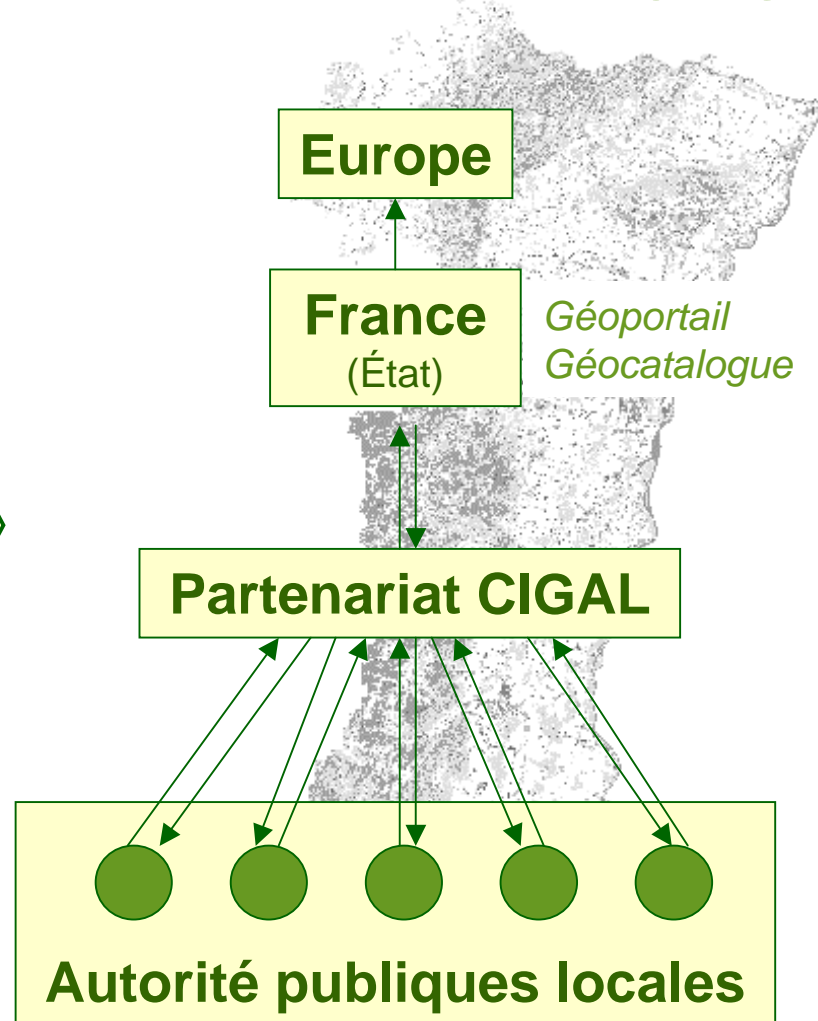 Europe
France
(État)
Géoportail
Géocatalogue
»
Partenariat CIGAL
Autorité publiques locales